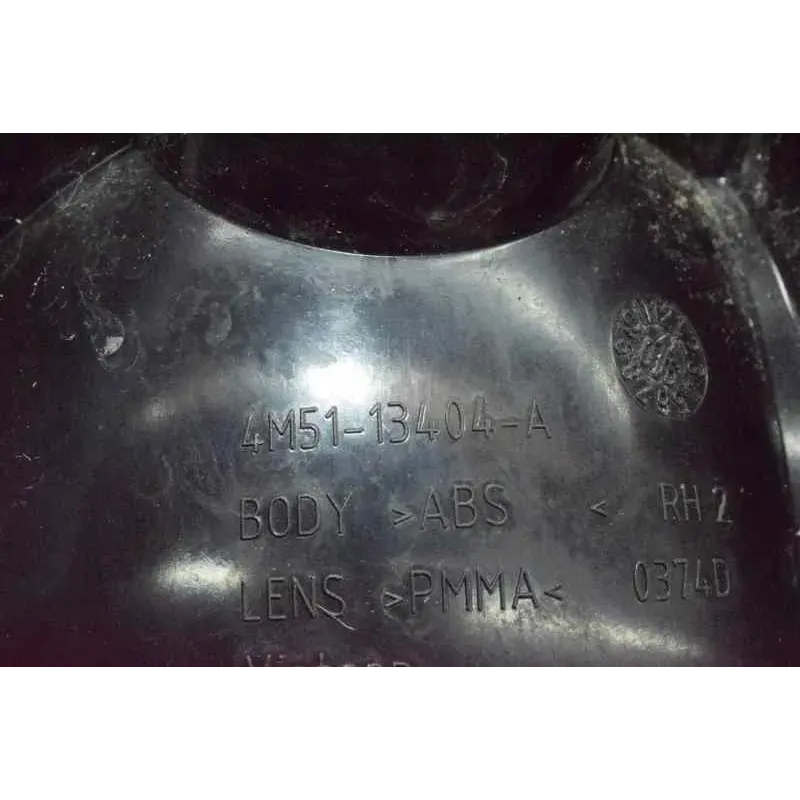 4M51-13404-A
BODY >ABS < RH 2
LENS >PMMA< 0374D